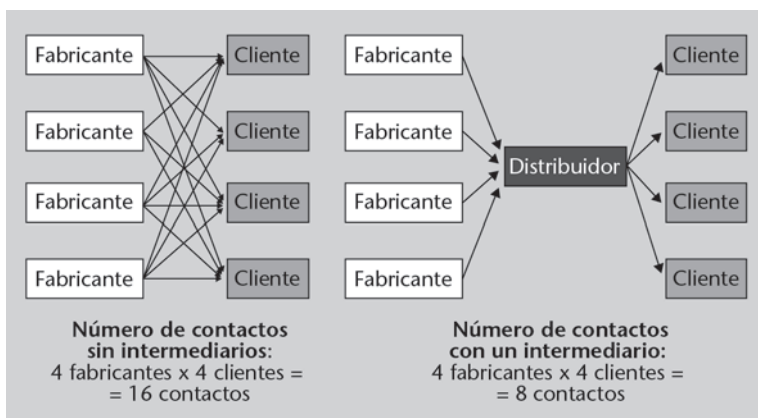 Fabricante
Cliente
Fabricante
Cliente
Fabricante
Cliente
Fabricante
Cliente
Número de contactos
sin intermediarios:
4 fabricantes x 4 clientes =
= 16 contactos
Fabricante
Fabricante
Fabricante
Fabricante
Distribuidor
Cliente
Cliente
Cliente
Cliente
Número de contactos
con un intermediario:
4 fabricantes x 4 clientes =
= 8 contactos